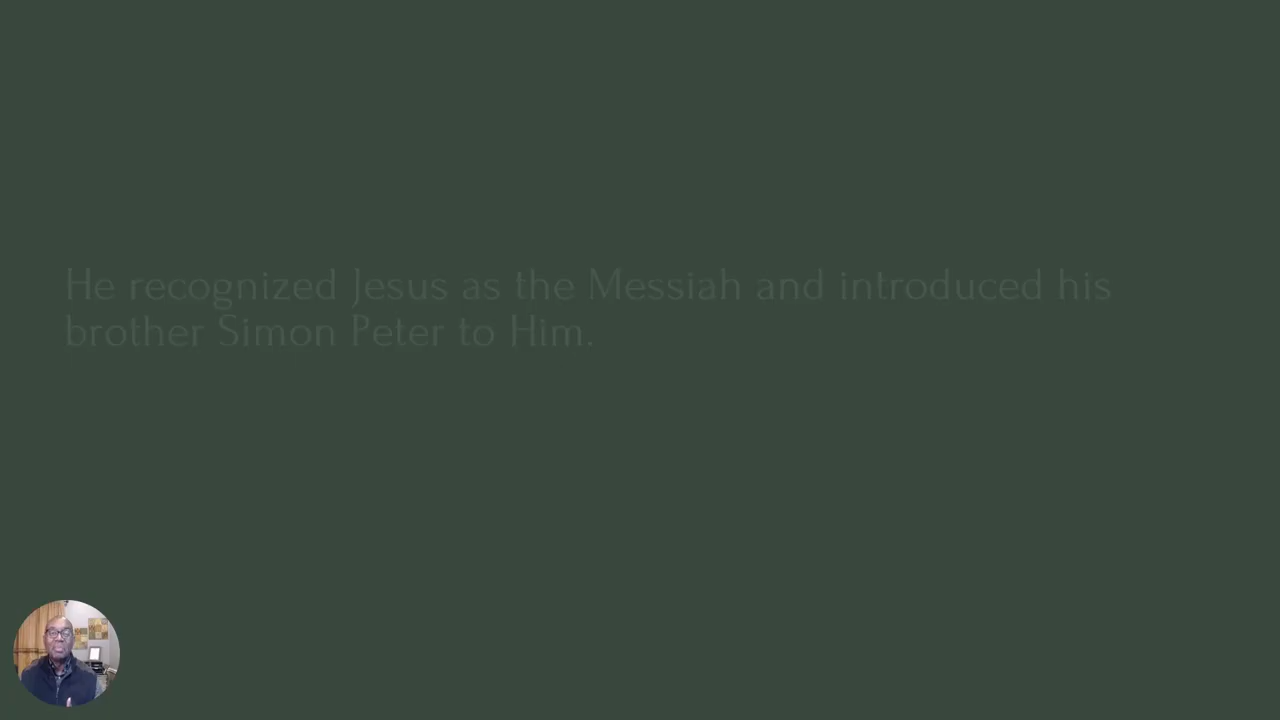 He recognized Jesus as the Messiah and introduced his
brother Simon Peter to Him.